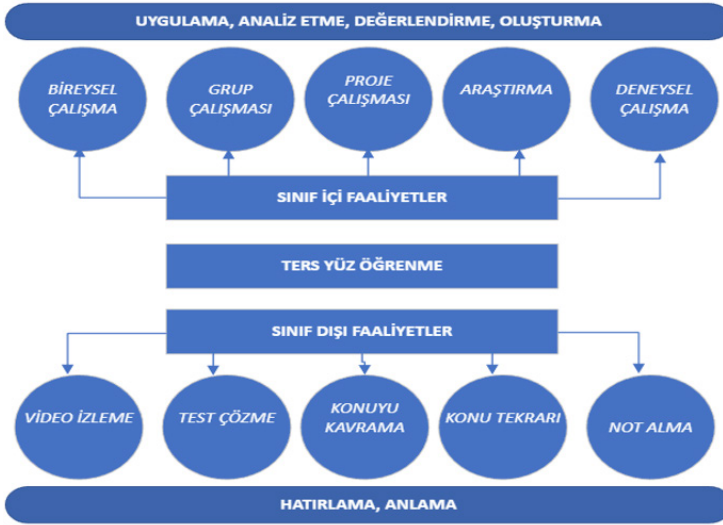 UYGULAMA, ANALİZ ETME, DEĞERLENDİRME, OLUŞTURMA
BİREYSEL
ÇALIŞMA
GRUP
ÇALIŞMASI
PROJE
ÇALIŞMASI
ARAŞTIRMA
DENEYSEL
ÇALIŞMA
SINIF İÇİ FAALİYETLER
TERS YÜZ ÖĞRENME
SINIF DIŞI FAALİYETLER
VİDEO İZLEME
TEST ÇÖZME
KONUYU
KAVRAMA
KONU TEKRARI
NOT ALMA
HATIRLAMA, ANLAMA